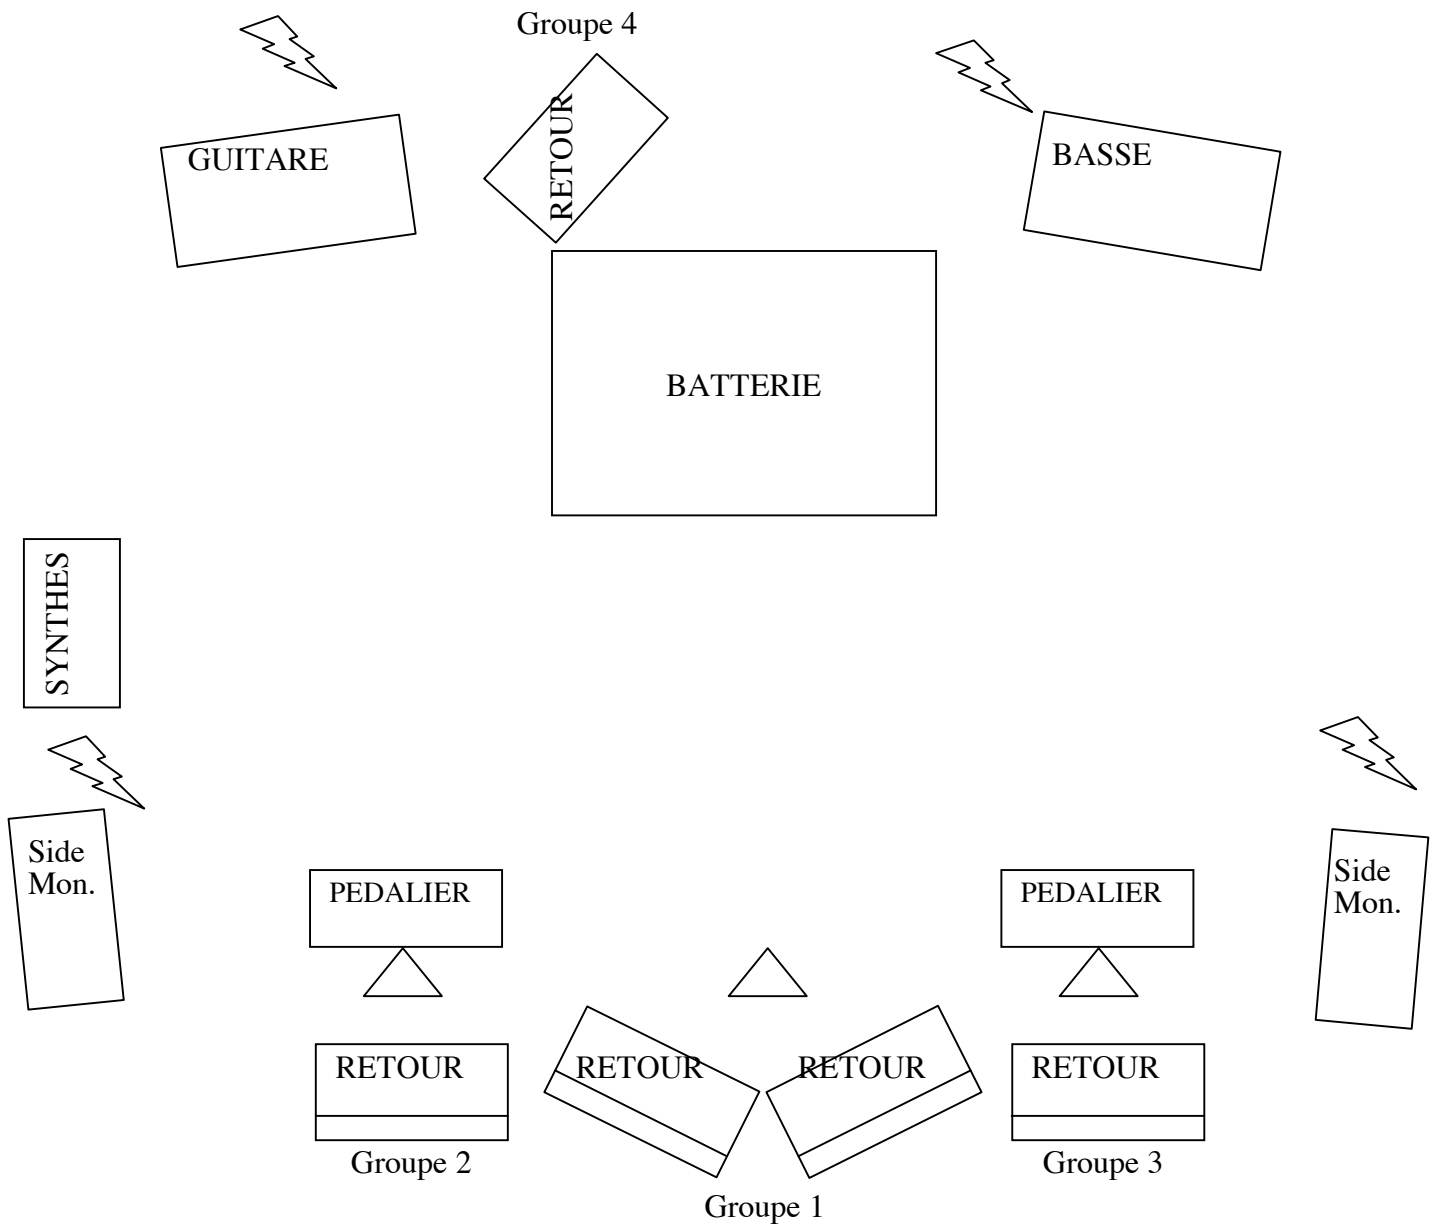 Groupe 4
RETOUR
GUITARE
BASSE
BATTERIE
SYNTHES
Side
Mon.
PEDALIER
PEDALIER
Side
Mon.
RETOUR
RETOUR
RETOUR
RETOUR
Groupe 2
Groupe 3
Groupe 1